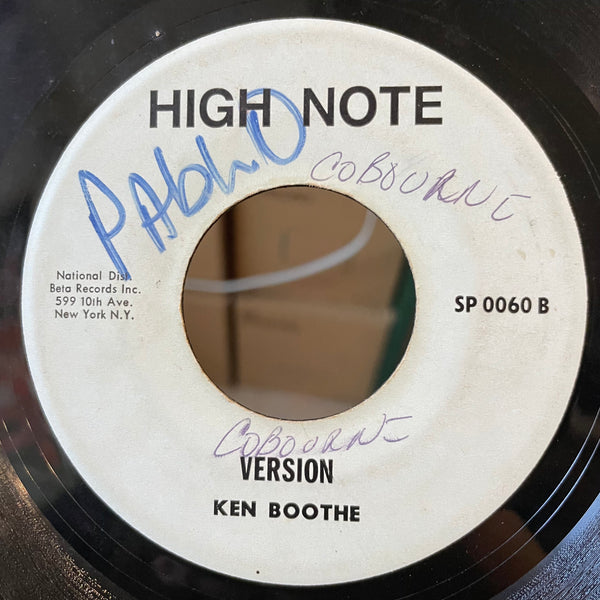 HIGH NOTE
PAblO
COBOURNE
National Dist.
Beta Records Inc.
599 10th Ave.
New York N.Y.
SP 0060 B
COBOURNE
VERSION
KEN BOOTHE